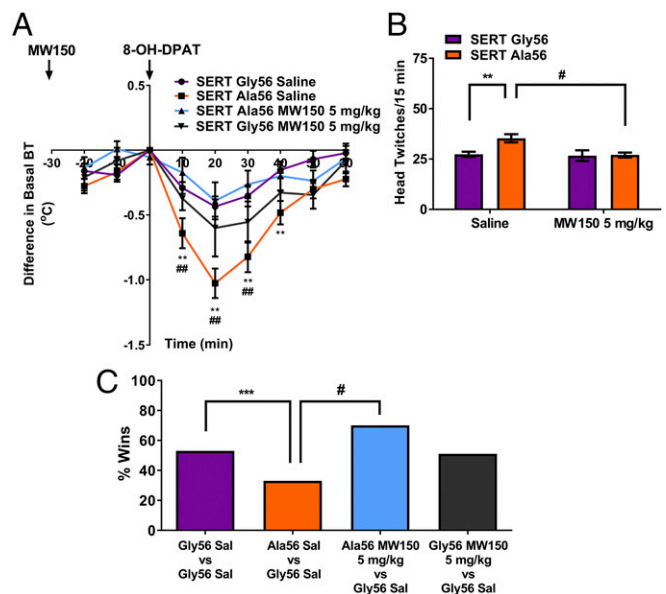 A
MW150
8-OH-DPAT
0.5
SERT Gly56 Saline
SERT Ala56 Saline
SERT Ala56 MW150 5 mg/kg
SERT Gly56 MW150 5 mg/kg
-30
-20
-10
10
20
30
40
50
60
-0.5
-1.0
-1.5
Difference in Basal BT
(°C)
**
##
**
##
**
##
**
Time (min)
B
SERT Gly56
SERT Ala56
75
50
25
0
Head Twitches/15 min
**
#
Saline
MW150 5 mg/kg
C
100
80
60
40
20
0
% Wins
***
#
Gly56 Sal
vs
Gly56 Sal
Ala56 Sal
vs
Gly56 Sal
Ala56 MW150
5 mg/kg
vs
Gly56 Sal
Gly56 MW150
5 mg/kg
vs
Gly56 Sal